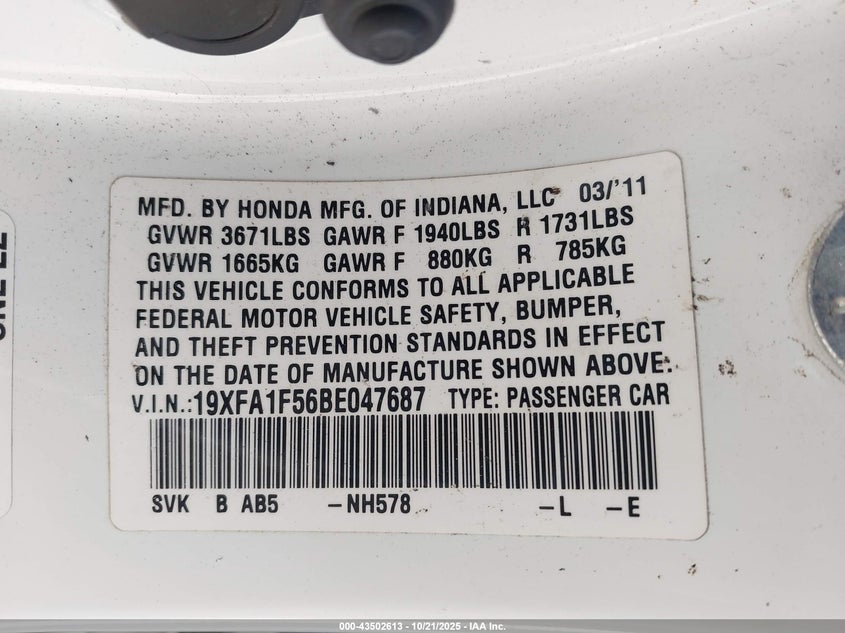 MFD. BY HONDA MFG. OF INDIANA, LLC 03/'11
GVWR 3671LBS GAWR F 1940LBS R 1731LBS
GVWR 1665KG GAWR F 880KG R 785KG
THIS VEHICLE CONFORMS TO ALL APPLICABLE
FEDERAL MOTOR VEHICLE SAFETY, BUMPER,
AND THEFT PREVENTION STANDARDS IN EFFECT
ON THE DATE OF MANUFACTURE SHOWN ABOVE.
V.I.N.:19XFA1F56BE047687 TYPE: PASSENGER CAR
SVK B AB5 -NH578 -L -E
000-43502613 - 10/21/2025 - IAA Inc.